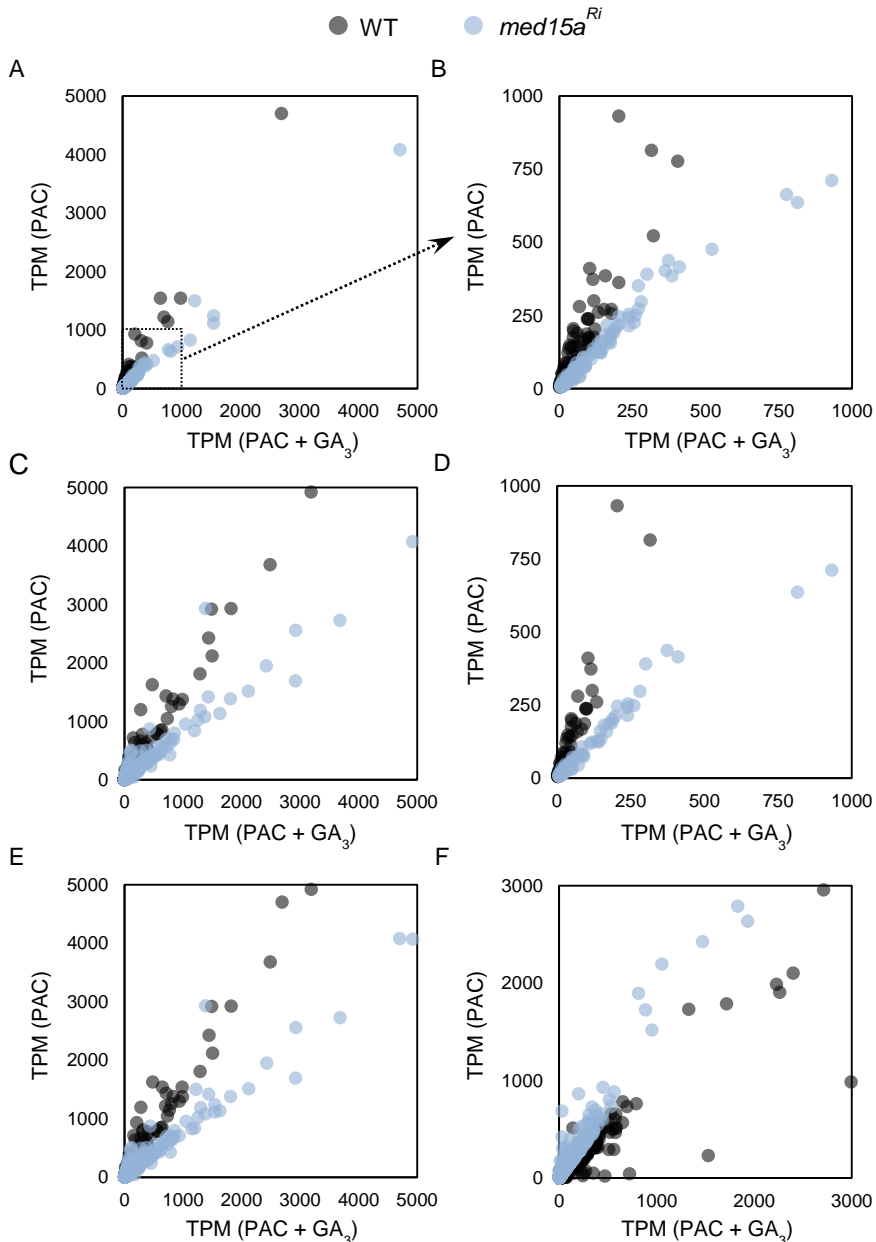 WT med15a^Ri
A B
5000
4000
3000
2000
1000
0
0 1000 2000 3000 4000 5000
TPM (PAC)
TPM (PAC + GA₃)
1000
750
500
250
0
0 250 500 750 1000
TPM (PAC)
TPM (PAC + GA₃)
C D
5000
4000
3000
2000
1000
0
0 1000 2000 3000 4000 5000
TPM (PAC)
TPM (PAC + GA₃)
1000
750
500
250
0
0 250 500 750 1000
TPM (PAC)
TPM (PAC + GA₃)
E F
5000
4000
3000
2000
1000
0
0 1000 2000 3000 4000 5000
TPM (PAC)
TPM (PAC + GA₃)
3000
2000
1000
0
0 1000 2000 3000
TPM (PAC)
TPM (PAC + GA₃)